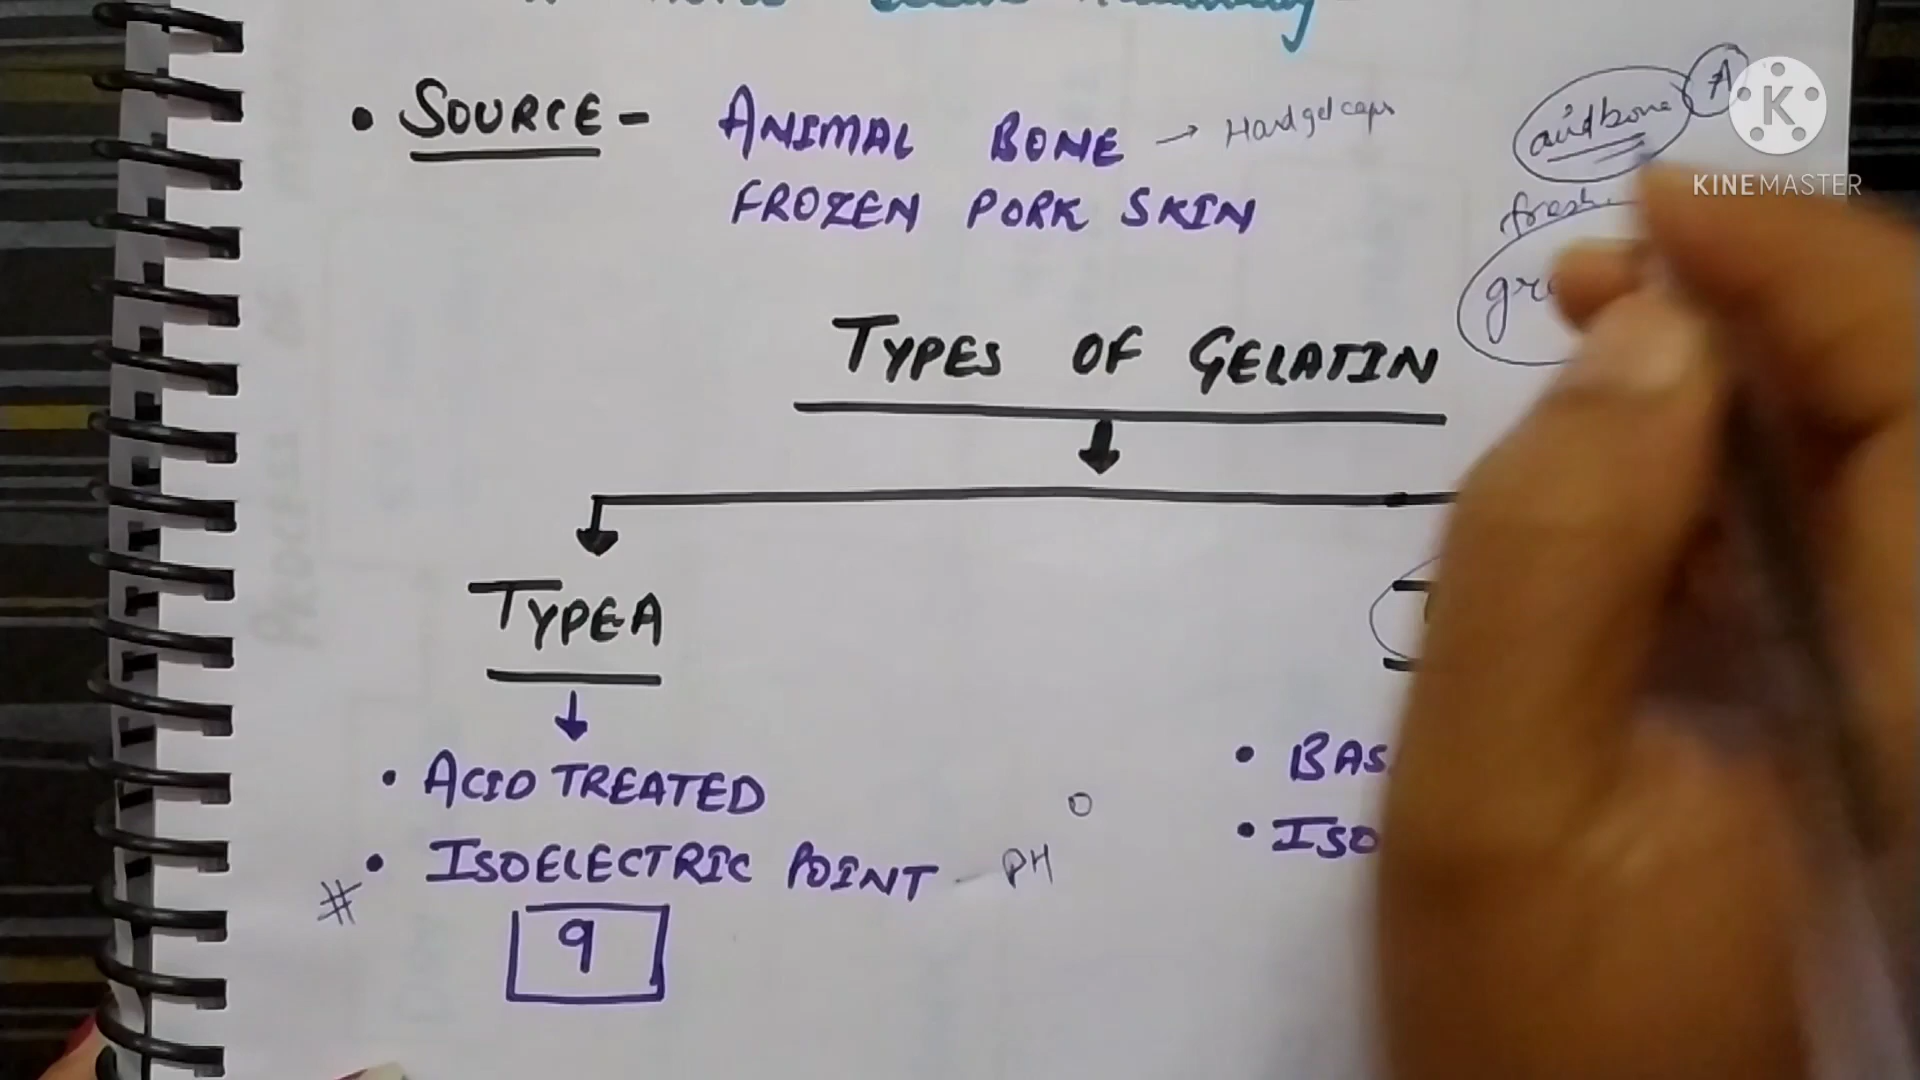 • SOURCE - ANIMAL BONE → Hard gel caps
FROZEN PORK SKIN
acid bone
A
K
KINEMASTER
fresh
TYPES OF GELATIN
TYPE A
• ACID TREATED
• BAS
# • ISOELECTRIC POINT - PH
• ISO
9